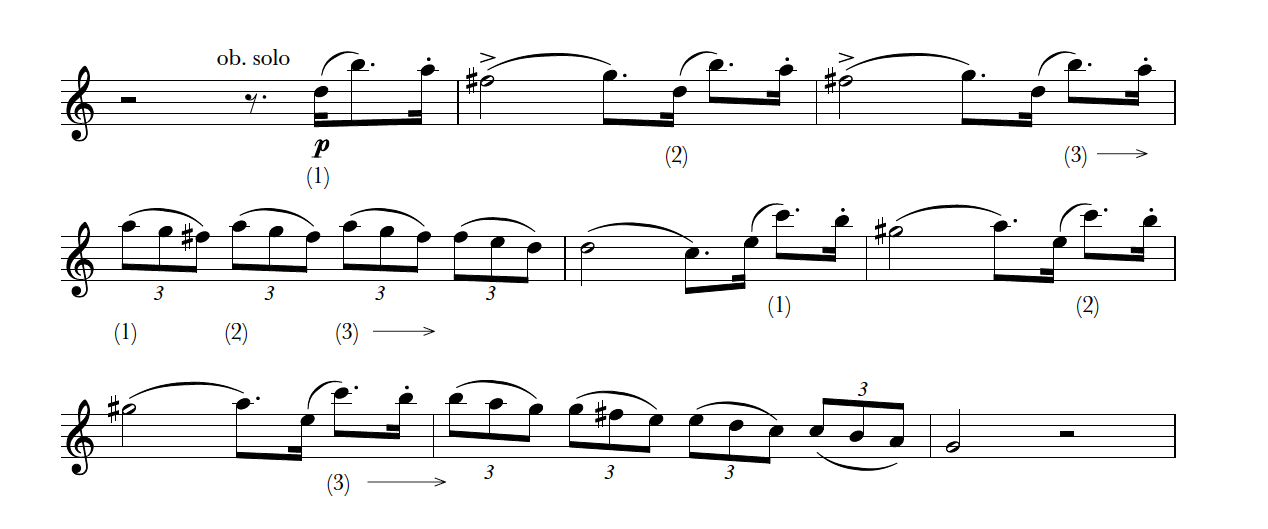 ob. solo
p
(1)
(2)
(3)
3 3 3 3
(1) (2) (3)
(1)
(2)
3
3 3 3
(3)